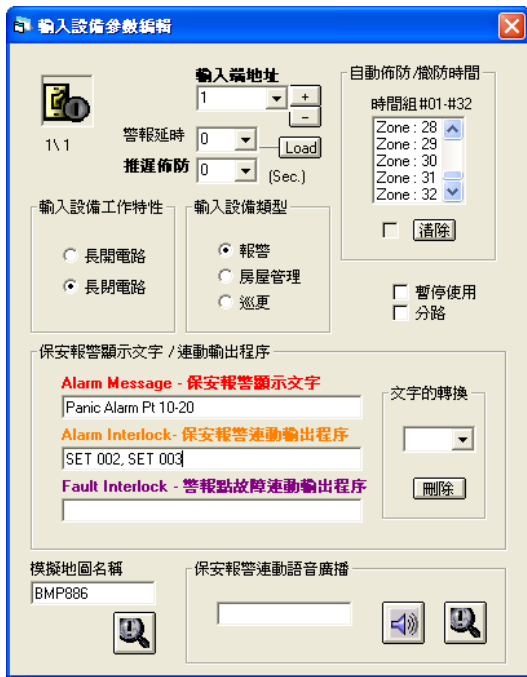 輸入設備參數編輯
輸入端地址
1
+
-
1\ 1
警報延時
0
Load
推遲佈防
0
(Sec.)
自動佈防/撤防時間
時間組#01-#32
Zone : 28
Zone : 29
Zone : 30
Zone : 31
Zone : 32
清除
輸入設備工作特性
長開電路
長閉電路
輸入設備類型
報警
房屋管理
巡更
暫停使用
分路
保安報警顯示文字 / 連動輸出程序
Alarm Message - 保安報警顯示文字
Panic Alarm Pt 10-20
Alarm Interlock- 保安報警連動輸出程序
SET 002, SET 003
Fault Interlock - 警報點故障連動輸出程序
文字的轉換
刪除
模擬地圖名稱
BMP886
保安報警連動語音廣播